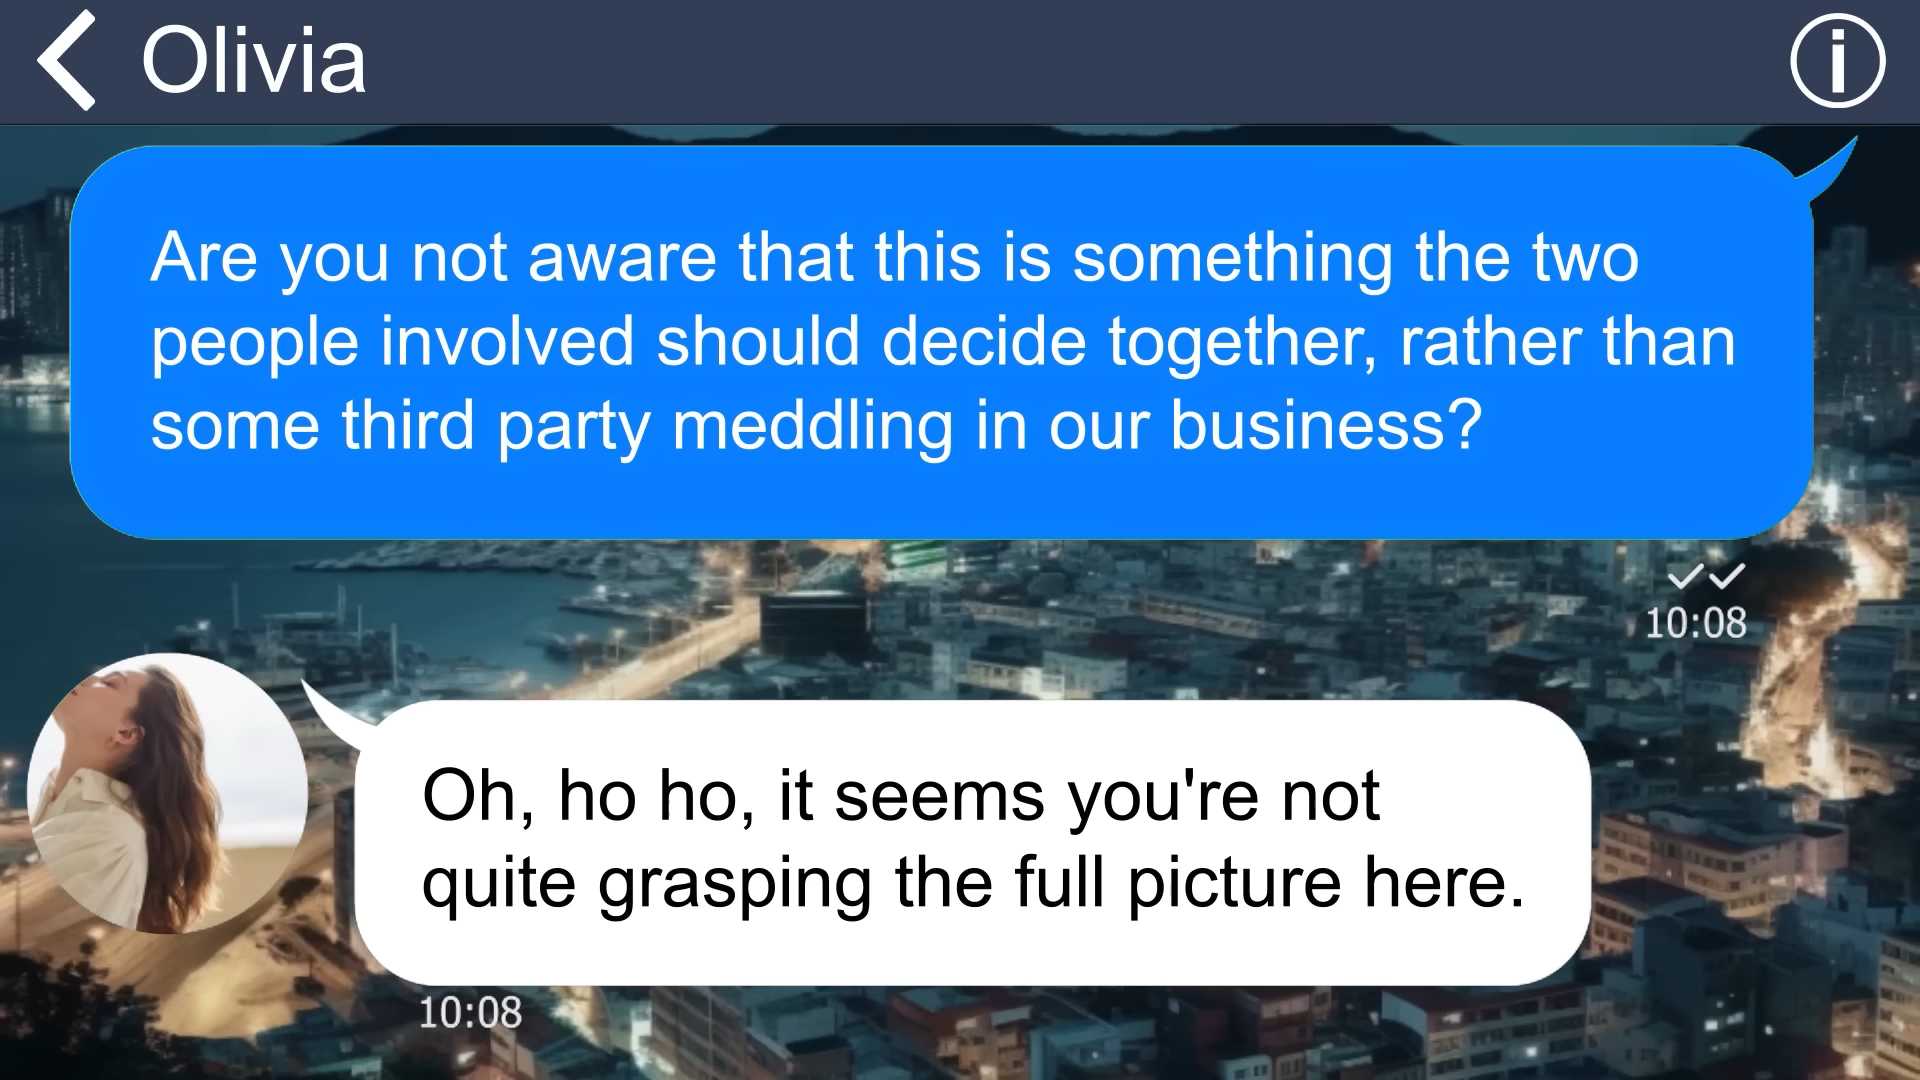 Olivia
Are you not aware that this is something the two
people involved should decide together, rather than
some third party meddling in our business?
10:08
Oh, ho ho, it seems you're not
quite grasping the full picture here.
10:08